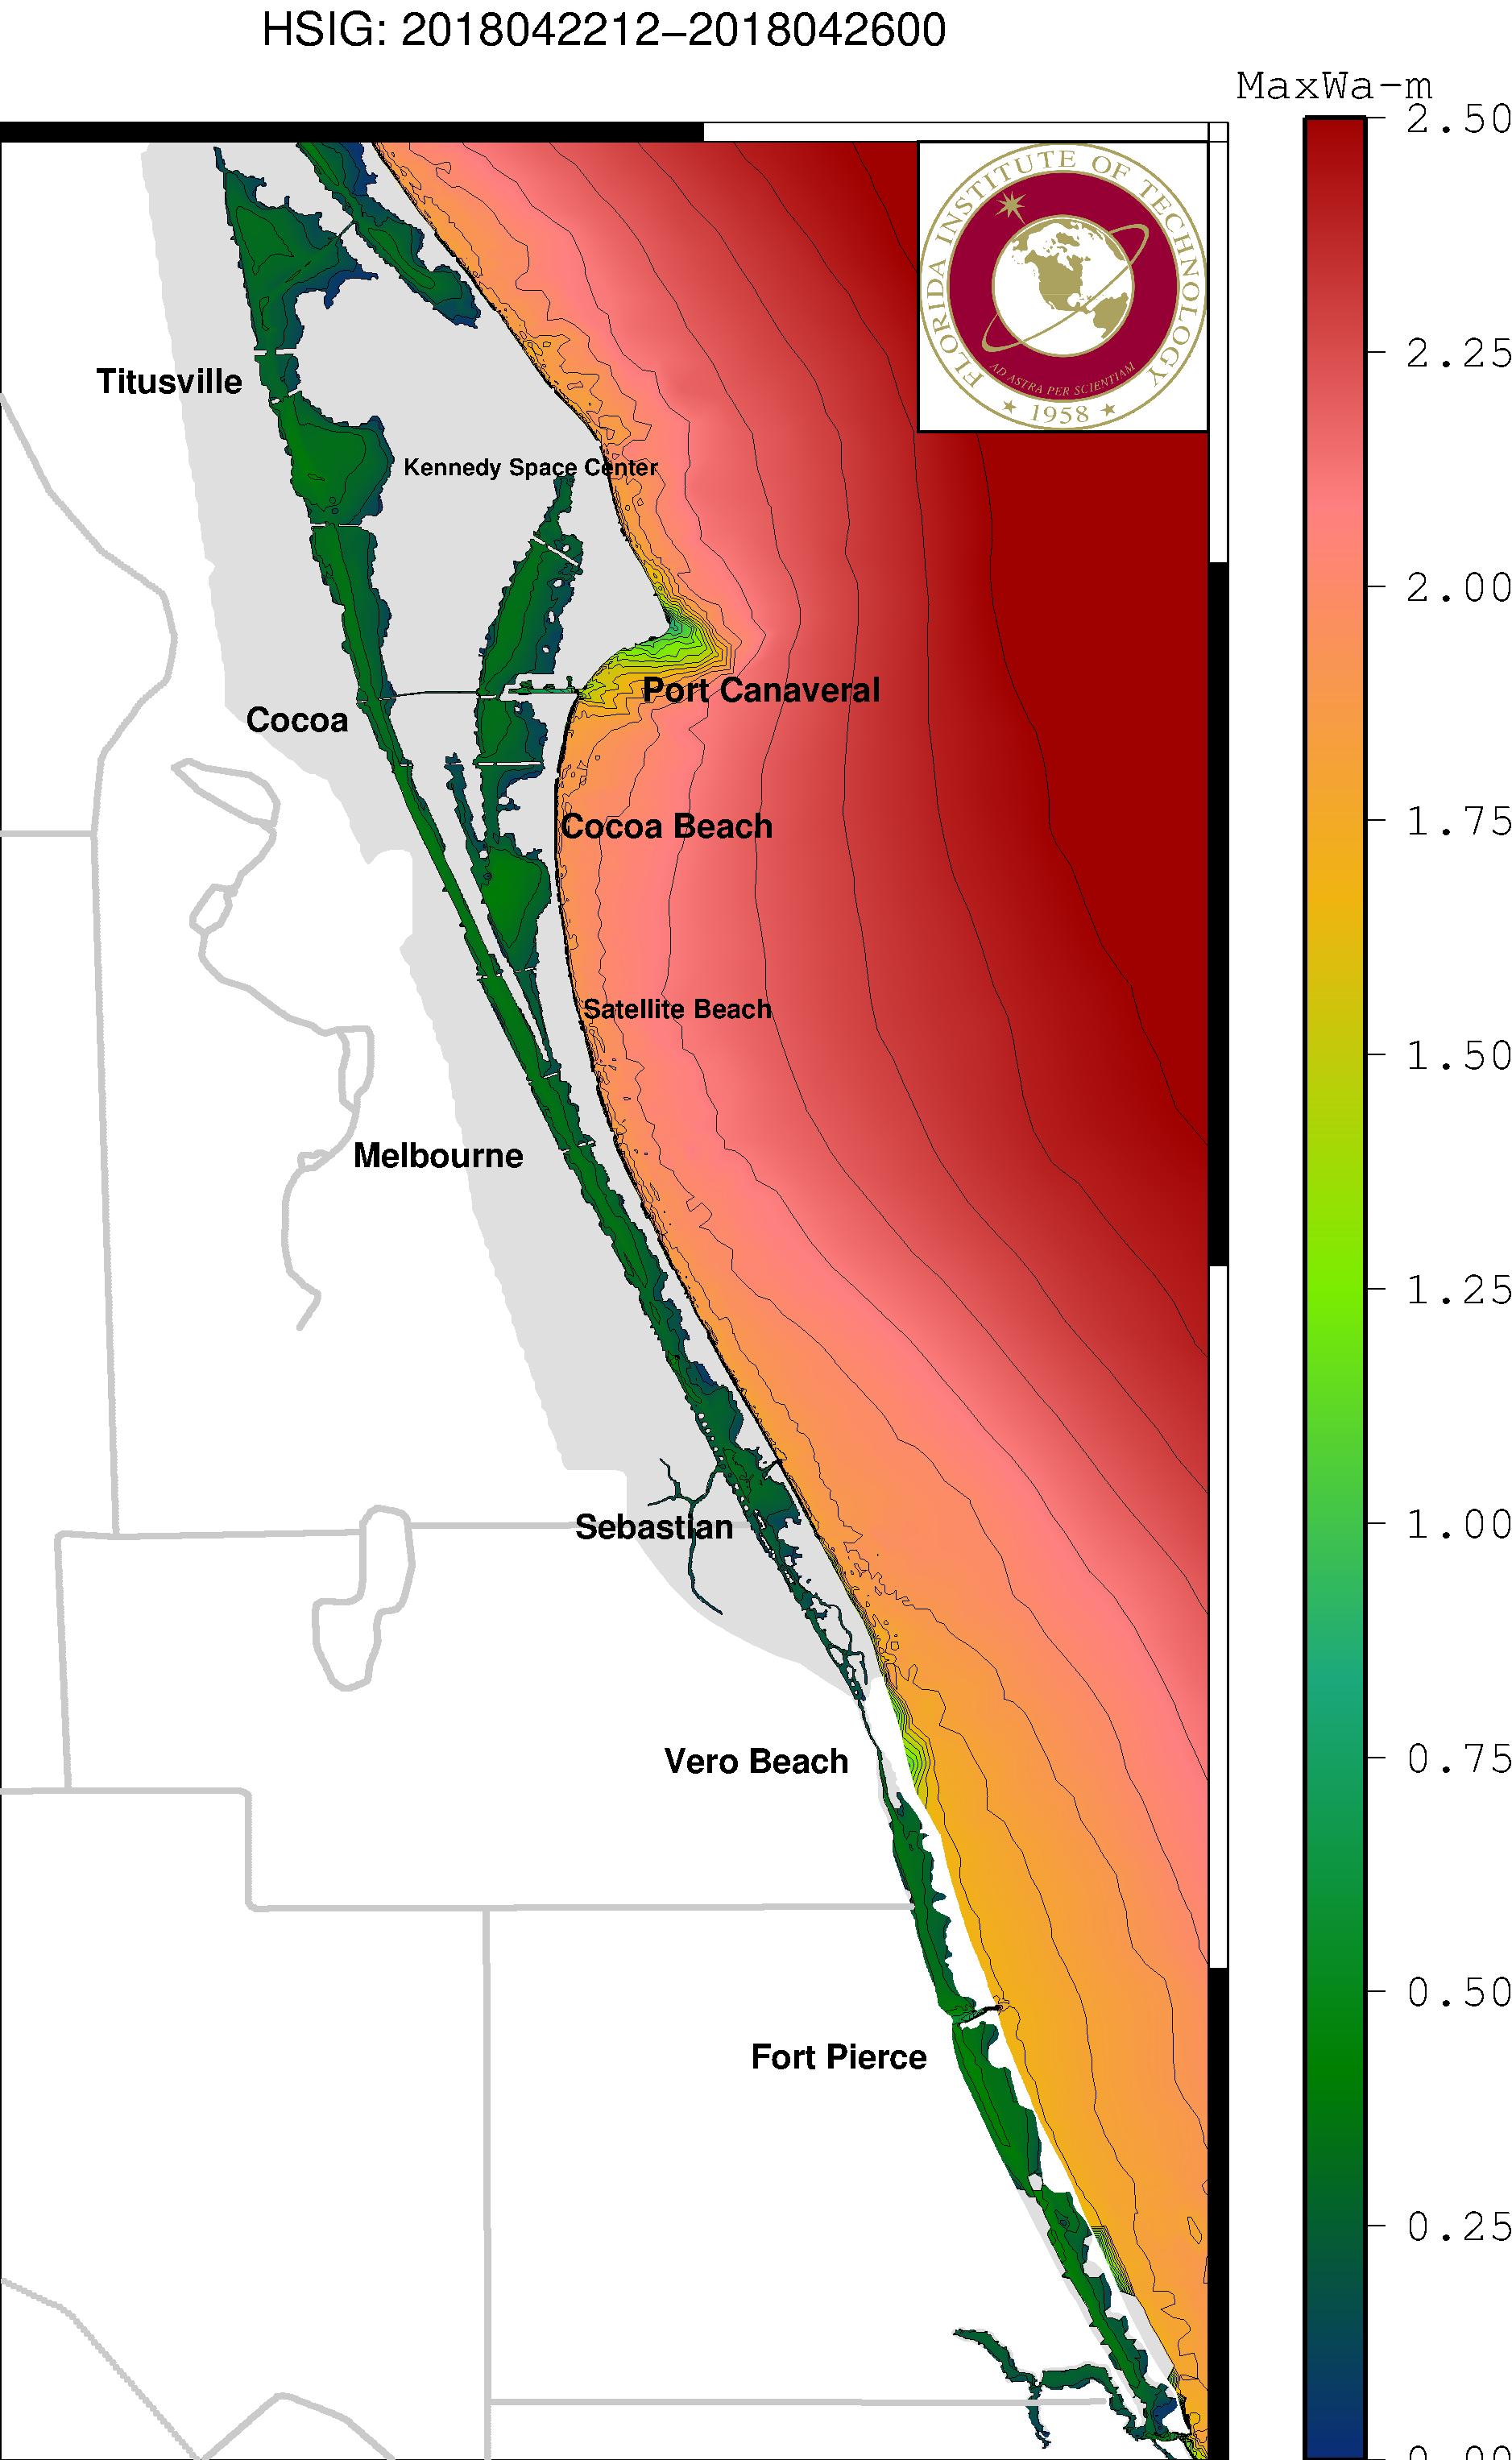 HSIG: 2018042212–2018042600
MaxWa-m
2.50
FLORIDA INSTITUTE OF TECHNOLOGY
AD ASTRA PER SCIENTIAM
1958
2.25
Titusville
Kennedy Space Center
2.00
Port Canaveral
Cocoa
1.75
Cocoa Beach
Satellite Beach
1.50
Melbourne
1.25
1.00
Sebastian
0.75
Vero Beach
0.50
Fort Pierce
0.25
0.00